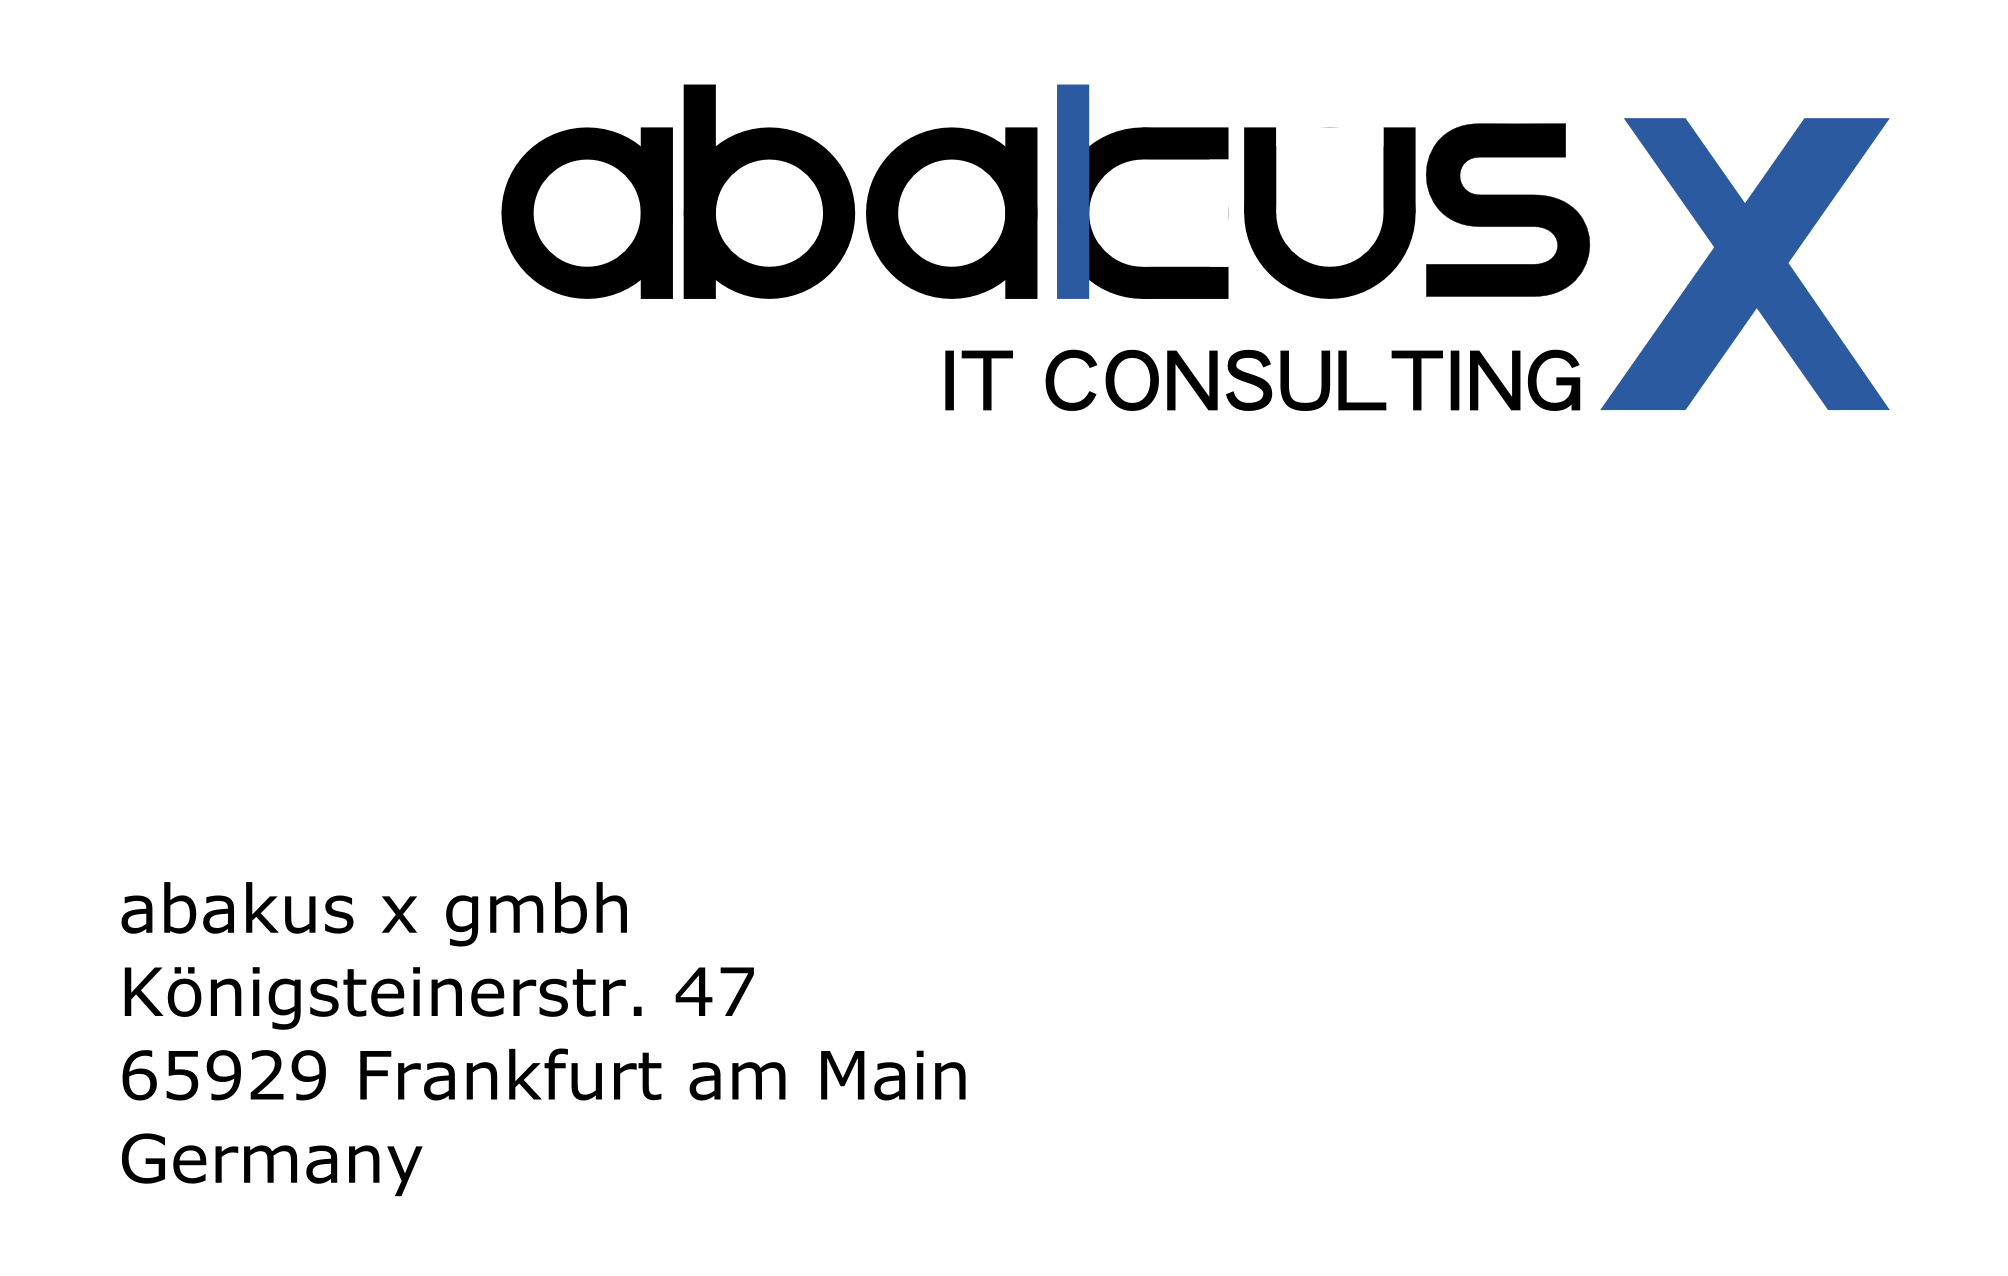 abakus X
IT CONSULTING
abakus x gmbh
Königsteinerstr. 47
65929 Frankfurt am Main
Germany